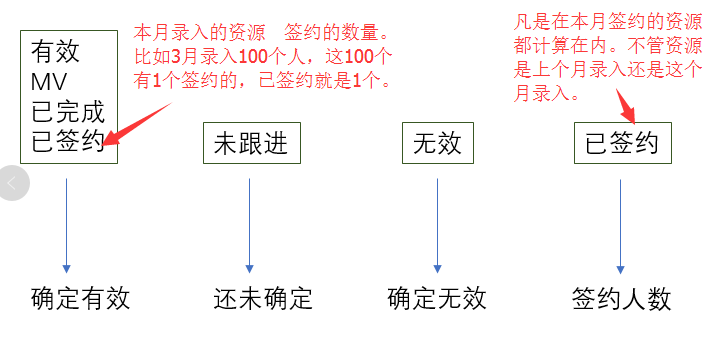 本月录入的资源　签约的数量。
比如3月录入100个人，这100个
有1个签约的，已签约就是1个。
凡是在本月签约的资源
都计算在内。不管资源
是上个月录入还是这个
月录入。
有效
MV
已完成
已签约
未跟进
无效
已签约
确定有效
还未确定
确定无效
签约人数